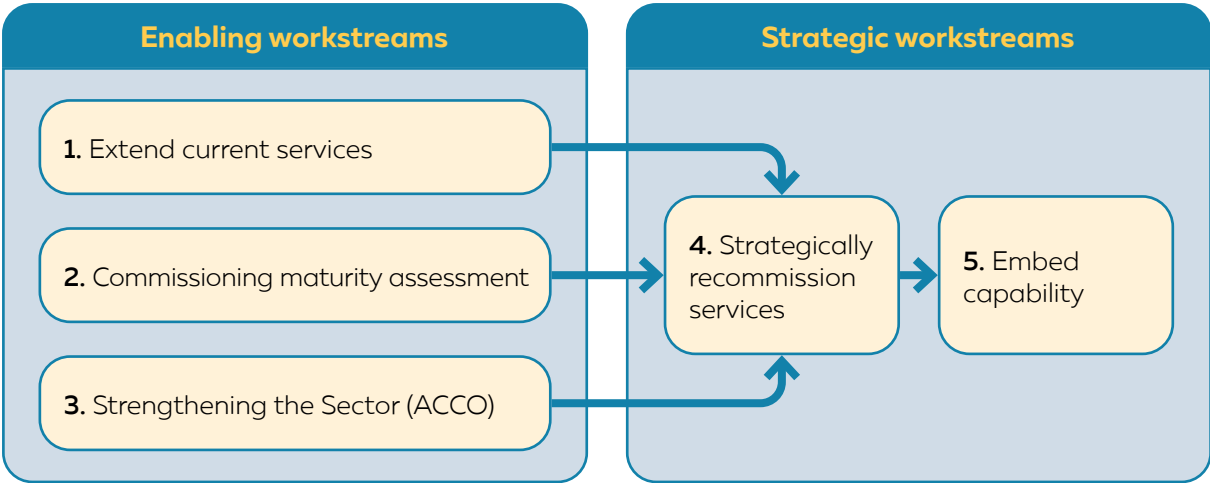 Enabling workstreams
1. Extend current services
2. Commissioning maturity assessment
3. Strengthening the Sector (ACCO)
Strategic workstreams
4. Strategically
recommission
services
5. Embed
capability